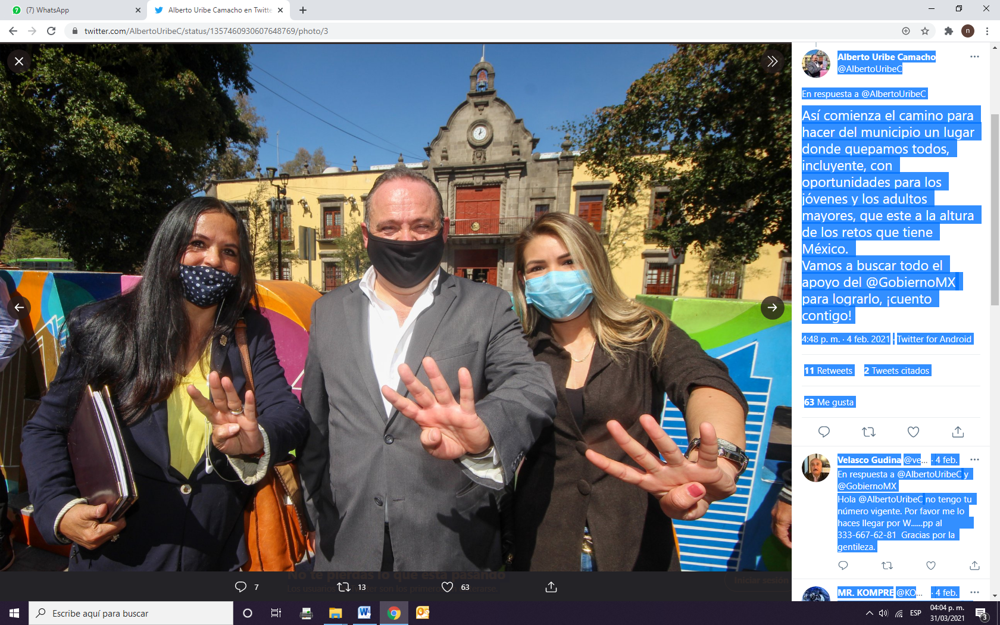 (7) WhatsApp
Alberto Uribe Camacho en Twitte
twitter.com/AlbertoUribeC/status/1357460930607648769/photo/3
n
Alberto Uribe Camacho
@AlbertoUribeC
En respuesta a @AlbertoUribeC
Así comienza el camino para
hacer del municipio un lugar
donde quepamos todos,
incluyente, con
oportunidades para los
jóvenes y los adultos
mayores, que este a la altura
de los retos que tiene
México.
Vamos a buscar todo el
apoyo del @GobiernoMX
para lograrlo, ¡cuento
contigo!
4:48 p. m. · 4 feb. 2021 · Twitter for Android
11 Retweets 2 Tweets citados
63 Me gusta
Velasco Gudina @ve... · 4 feb.
En respuesta a @AlbertoUribeC y
@GobiernoMX
Hola @AlbertoUribeC no tengo tu
número vigente. Por favor me lo
haces llegar por W......pp al
333-667-62-81 Gracias por la
gentileza.
MR. KOMPRE @KO... · 4 feb.
No te pierdas lo que está pasando
Iniciar sesión
7 13 63
Escribe aquí para buscar
ESP
04:04 p. m.
31/03/2021
3